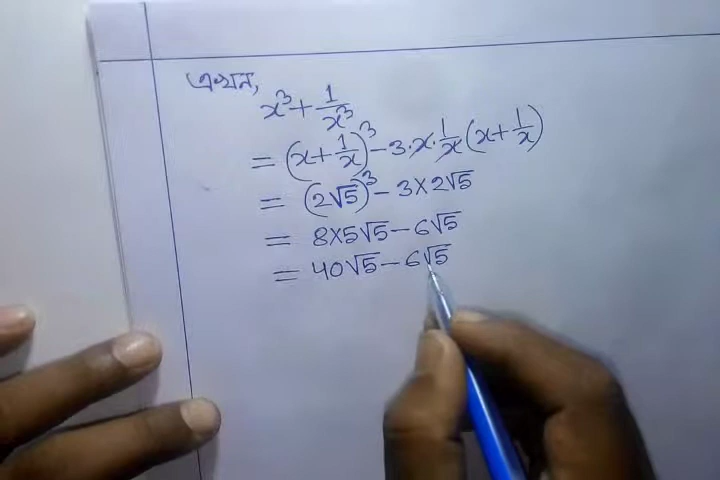 এখন,
x³ + 1/x³
= (x + 1/x)³ − 3·x·1/x (x + 1/x)
= (2√5)³ − 3 × 2√5
= 8×5√5 − 6√5
= 40√5 − 6√5